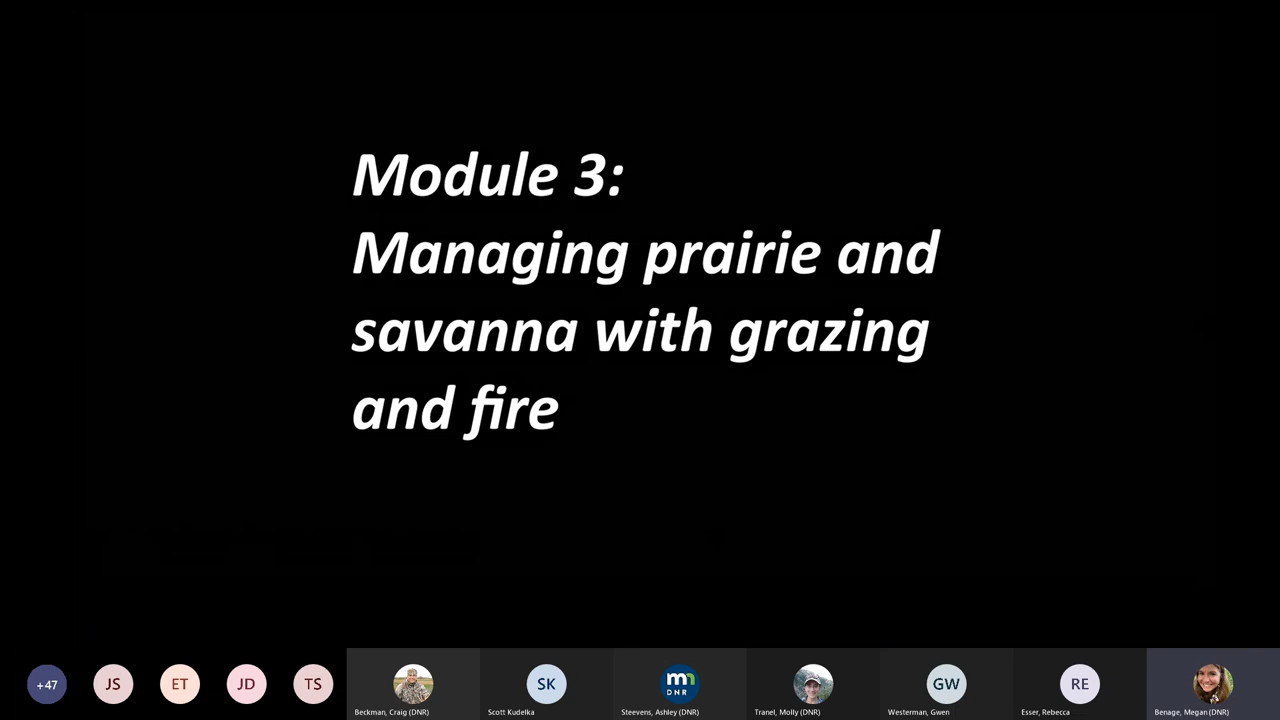 Module 3:
Managing prairie and
savanna with grazing
and fire
+47
JS
ET
JD
TS
SK
mn
DNR
GW
RE
Beckman, Craig (DNR)
Scott Kudelka
Steevens, Ashley (DNR)
Tranel, Molly (DNR)
Westerman, Gwen
Esser, Rebecca
Benage, Megan (DNR)